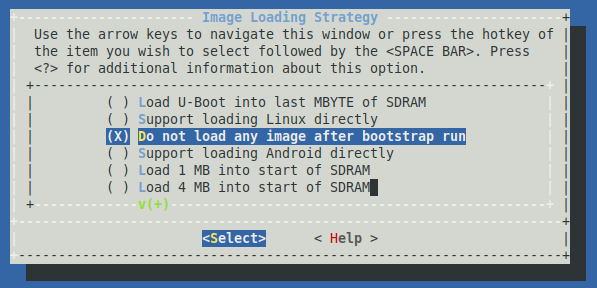 Image Loading Strategy
Use the arrow keys to navigate this window or press the hotkey of
the item you wish to select followed by the <SPACE BAR>. Press
<?> for additional information about this option.
( ) Load U-Boot into last MBYTE of SDRAM
( ) Support loading Linux directly
(X) Do not load any image after bootstrap run
( ) Support loading Android directly
( ) Load 1 MB into start of SDRAM
( ) Load 4 MB into start of SDRAM
v(+)
<Select> < Help >